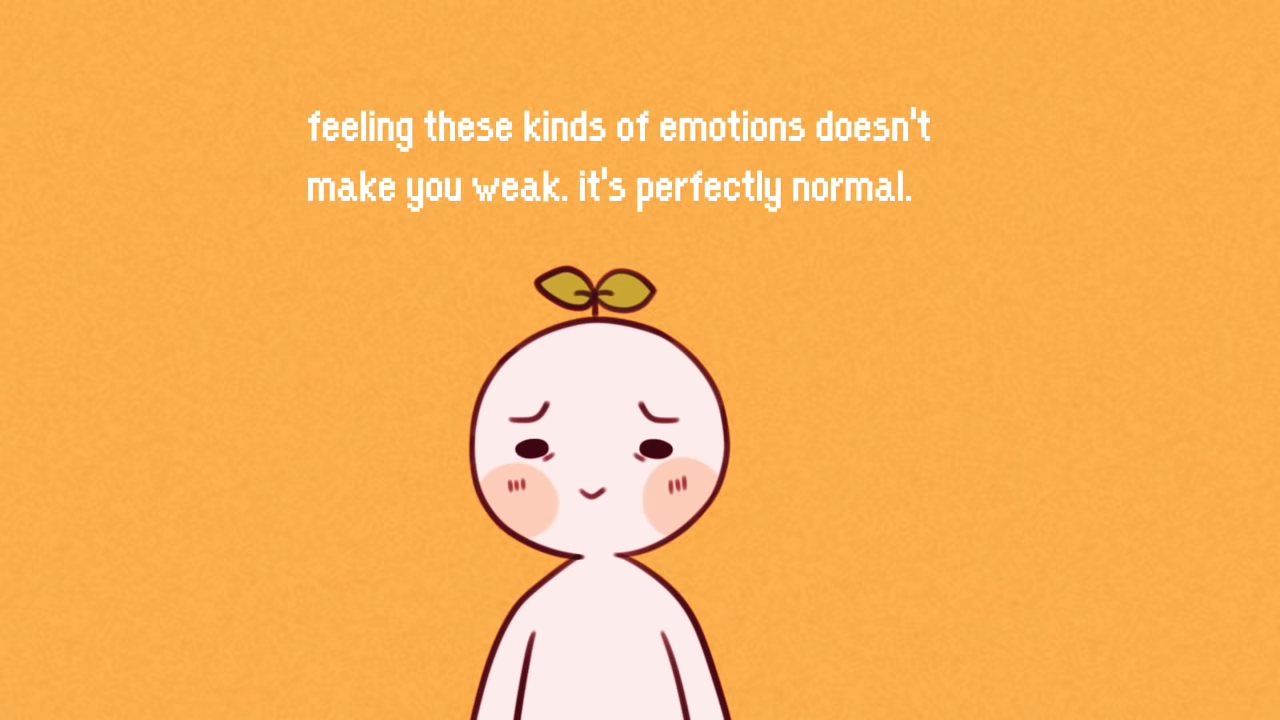 feeling these kinds of emotions doesn't
make you weak. it's perfectly normal.